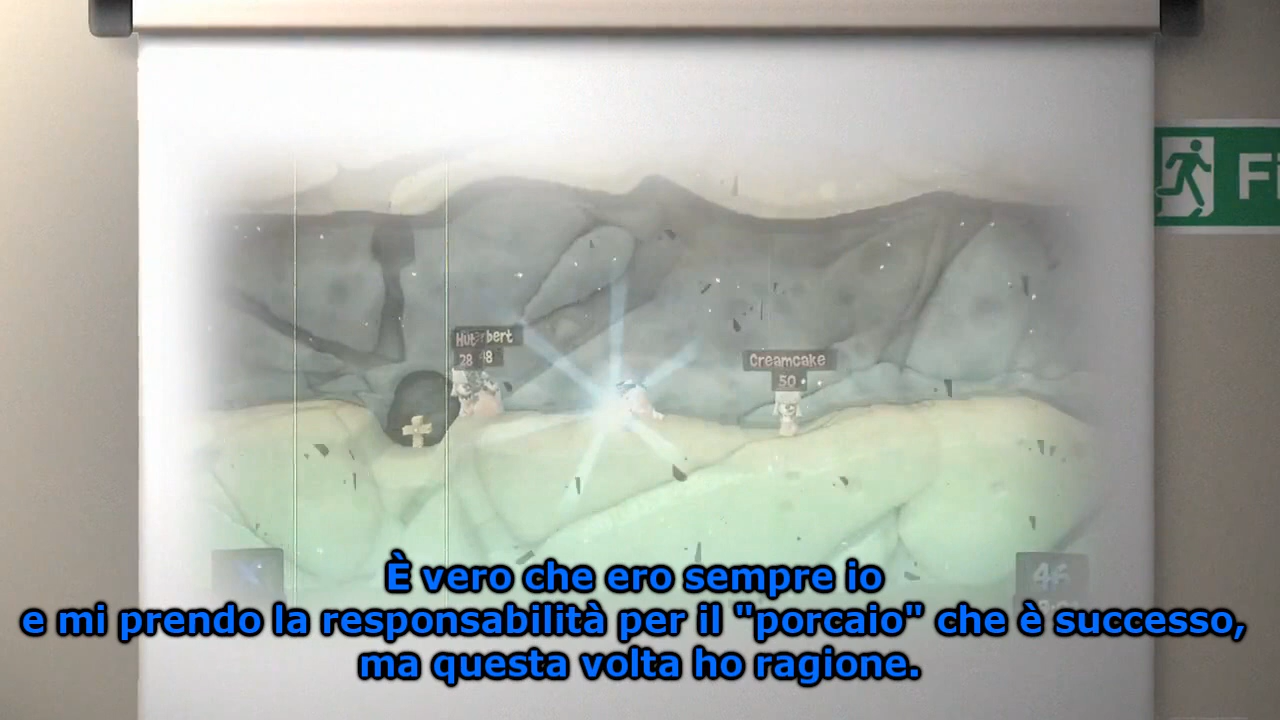 Fi
Creamcake
50
28
È vero che ero sempre io
e mi prendo la responsabilità per il "porcaio" che è successo,
ma questa volta ho ragione.